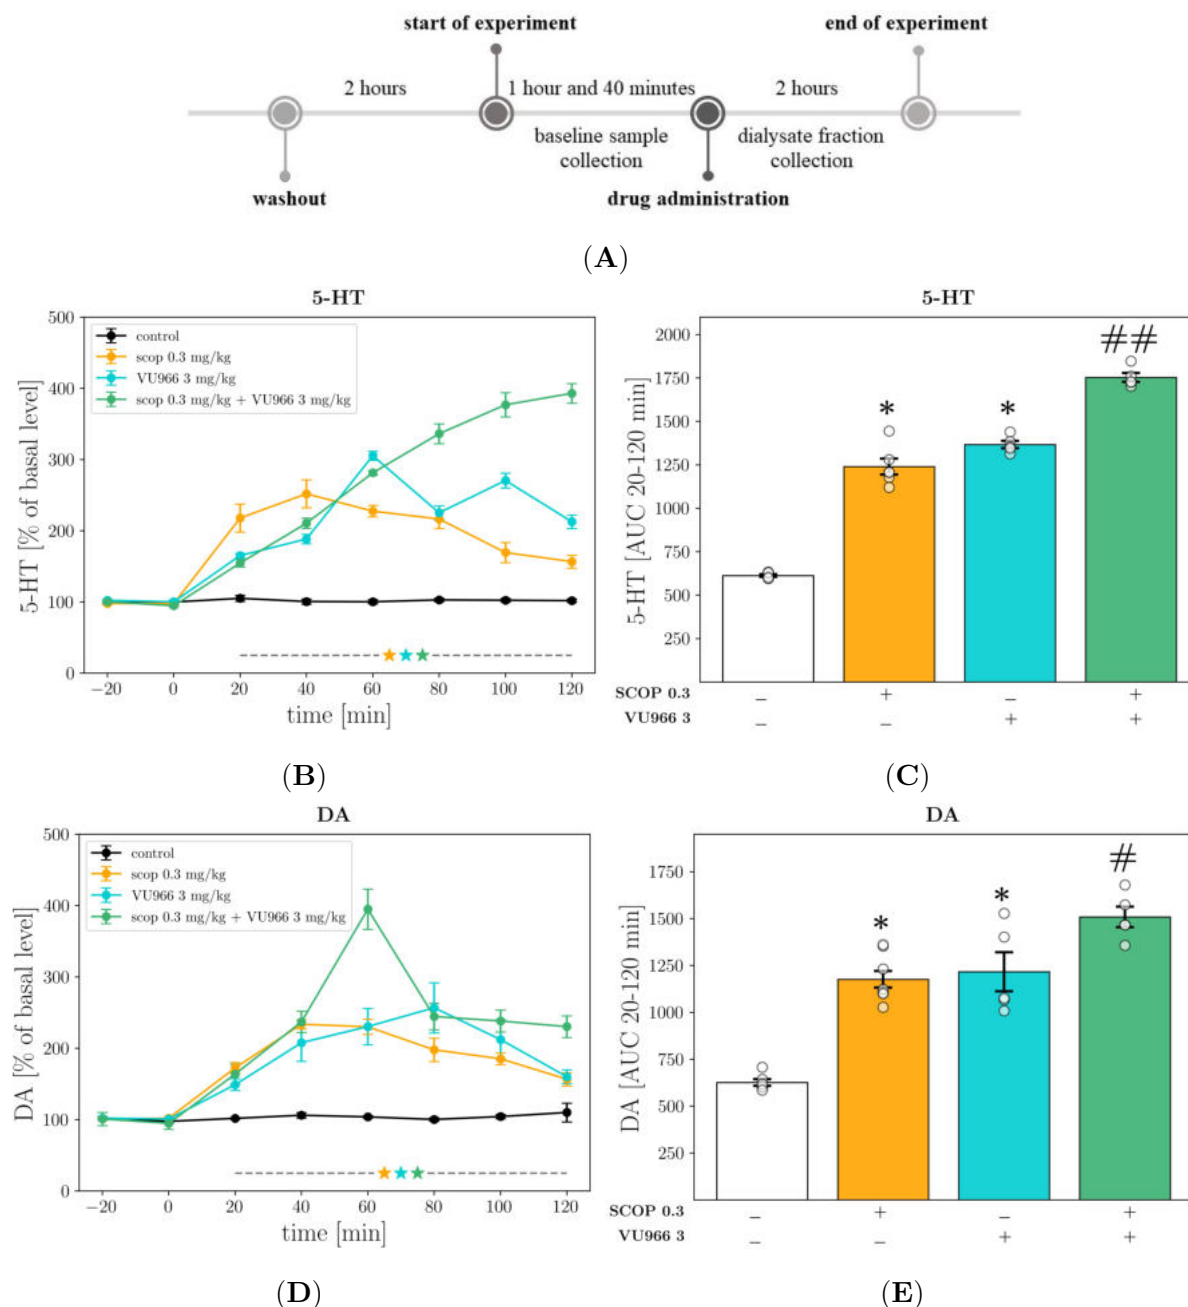 start of experiment
end of experiment
2 hours
1 hour and 40 minutes
2 hours
baseline sample
collection
dialysate fraction
collection
washout
drug administration
(A)
5-HT
5-HT [% of basal level]
500
400
300
200
100
0
control
scop 0.3 mg/kg
VU966 3 mg/kg
scop 0.3 mg/kg + VU966 3 mg/kg
−20 0 20 40 60 80 100 120
time [min]
(B)
5-HT
5-HT [AUC 20-120 min]
2000
1750
1500
1250
1000
750
500
250
* * ##
SCOP 0.3 − + − +
VU966 3 − − + +
(C)
DA
DA [% of basal level]
500
400
300
200
100
0
control
scop 0.3 mg/kg
VU966 3 mg/kg
scop 0.3 mg/kg + VU966 3 mg/kg
−20 0 20 40 60 80 100 120
time [min]
(D)
DA
DA [AUC 20-120 min]
1750
1500
1250
1000
750
500
250
* * #
SCOP 0.3 − + − +
VU966 3 − − + +
(E)